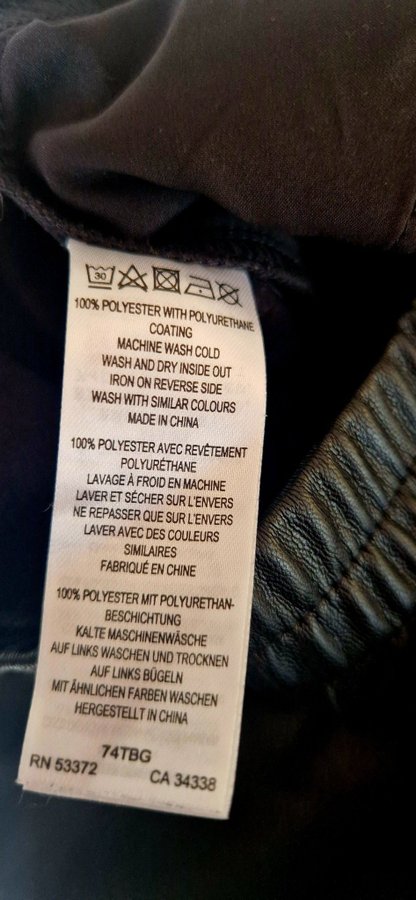 30
100% POLYESTER WITH POLYURETHANE
COATING
MACHINE WASH COLD
WASH AND DRY INSIDE OUT
IRON ON REVERSE SIDE
WASH WITH SIMILAR COLOURS
MADE IN CHINA
100% POLYESTER AVEC REVÊTEMENT
POLYURÉTHANE
LAVAGE À FROID EN MACHINE
LAVER ET SÉCHER SUR L'ENVERS
NE REPASSER QUE SUR L'ENVERS
LAVER AVEC DES COULEURS
SIMILAIRES
FABRIQUÉ EN CHINE
100% POLYESTER MIT POLYURETHAN-
BESCHICHTUNG
KALTE MASCHINENWÄSCHE
AUF LINKS WASCHEN UND TROCKNEN
AUF LINKS BÜGELN
MIT ÄHNLICHEN FARBEN WASCHEN
HERGESTELLT IN CHINA
74TBG
RN 53372 CA 34338